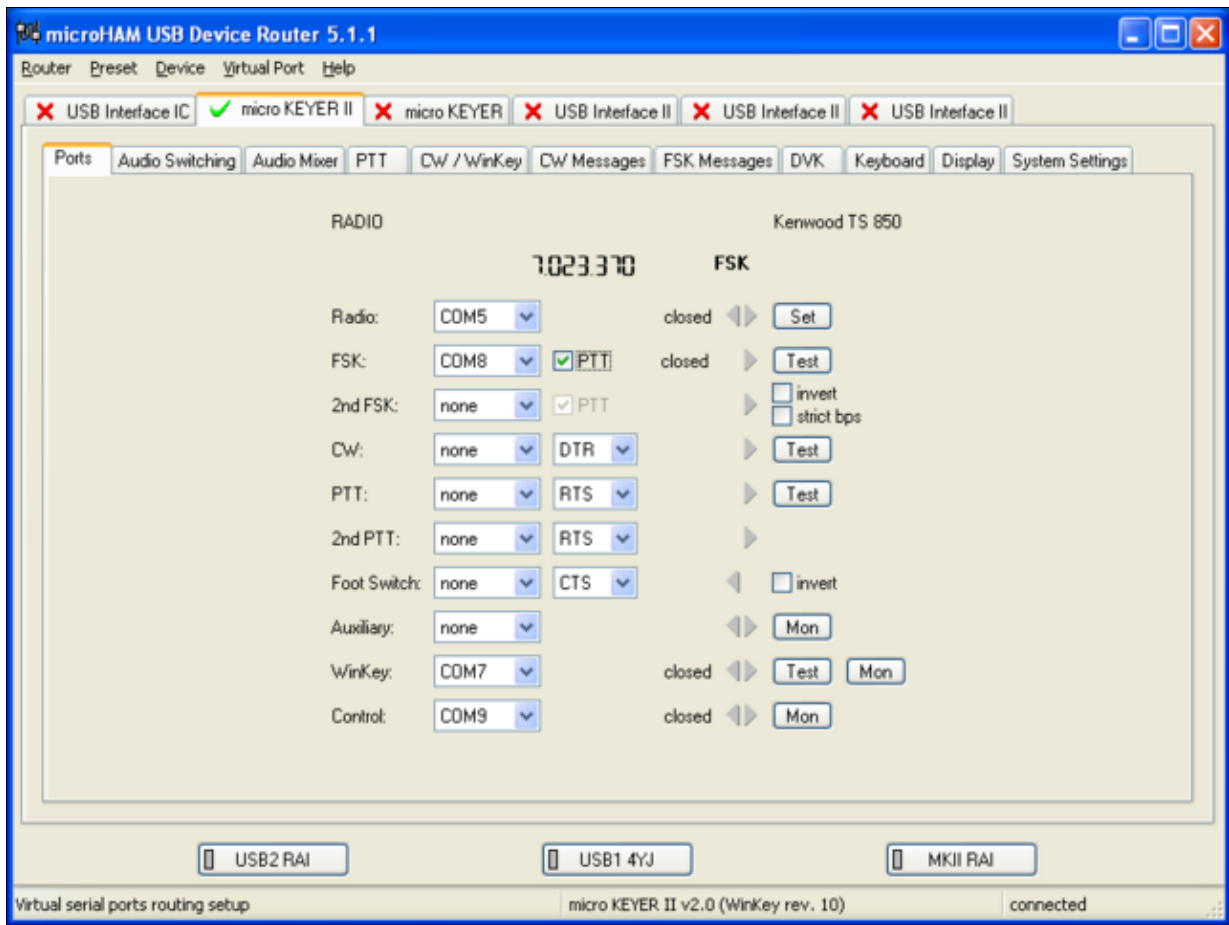 microHAM USB Device Router 5.1.1
Router Preset Device Virtual Port Help
USB Interface IC micro KEYER II micro KEYER USB Interface II USB Interface II USB Interface II
Ports Audio Switching Audio Mixer PTT CW / WinKey CW Messages FSK Messages DVK Keyboard Display System Settings
RADIO Kenwood TS 850
7.023.370 FSK
Radio: COM5 closed Set
FSK: COM8 PTT closed Test
2nd FSK: none PTT invert
strict bps
CW: none DTR Test
PTT: none RTS Test
2nd PTT: none RTS
Foot Switch: none CTS invert
Auxiliary: none Mon
WinKey: COM7 closed Test Mon
Control: COM9 closed Mon
USB2 RAI USB1 4YJ MKII RAI
Virtual serial ports routing setup micro KEYER II v2.0 (WinKey rev. 10) connected